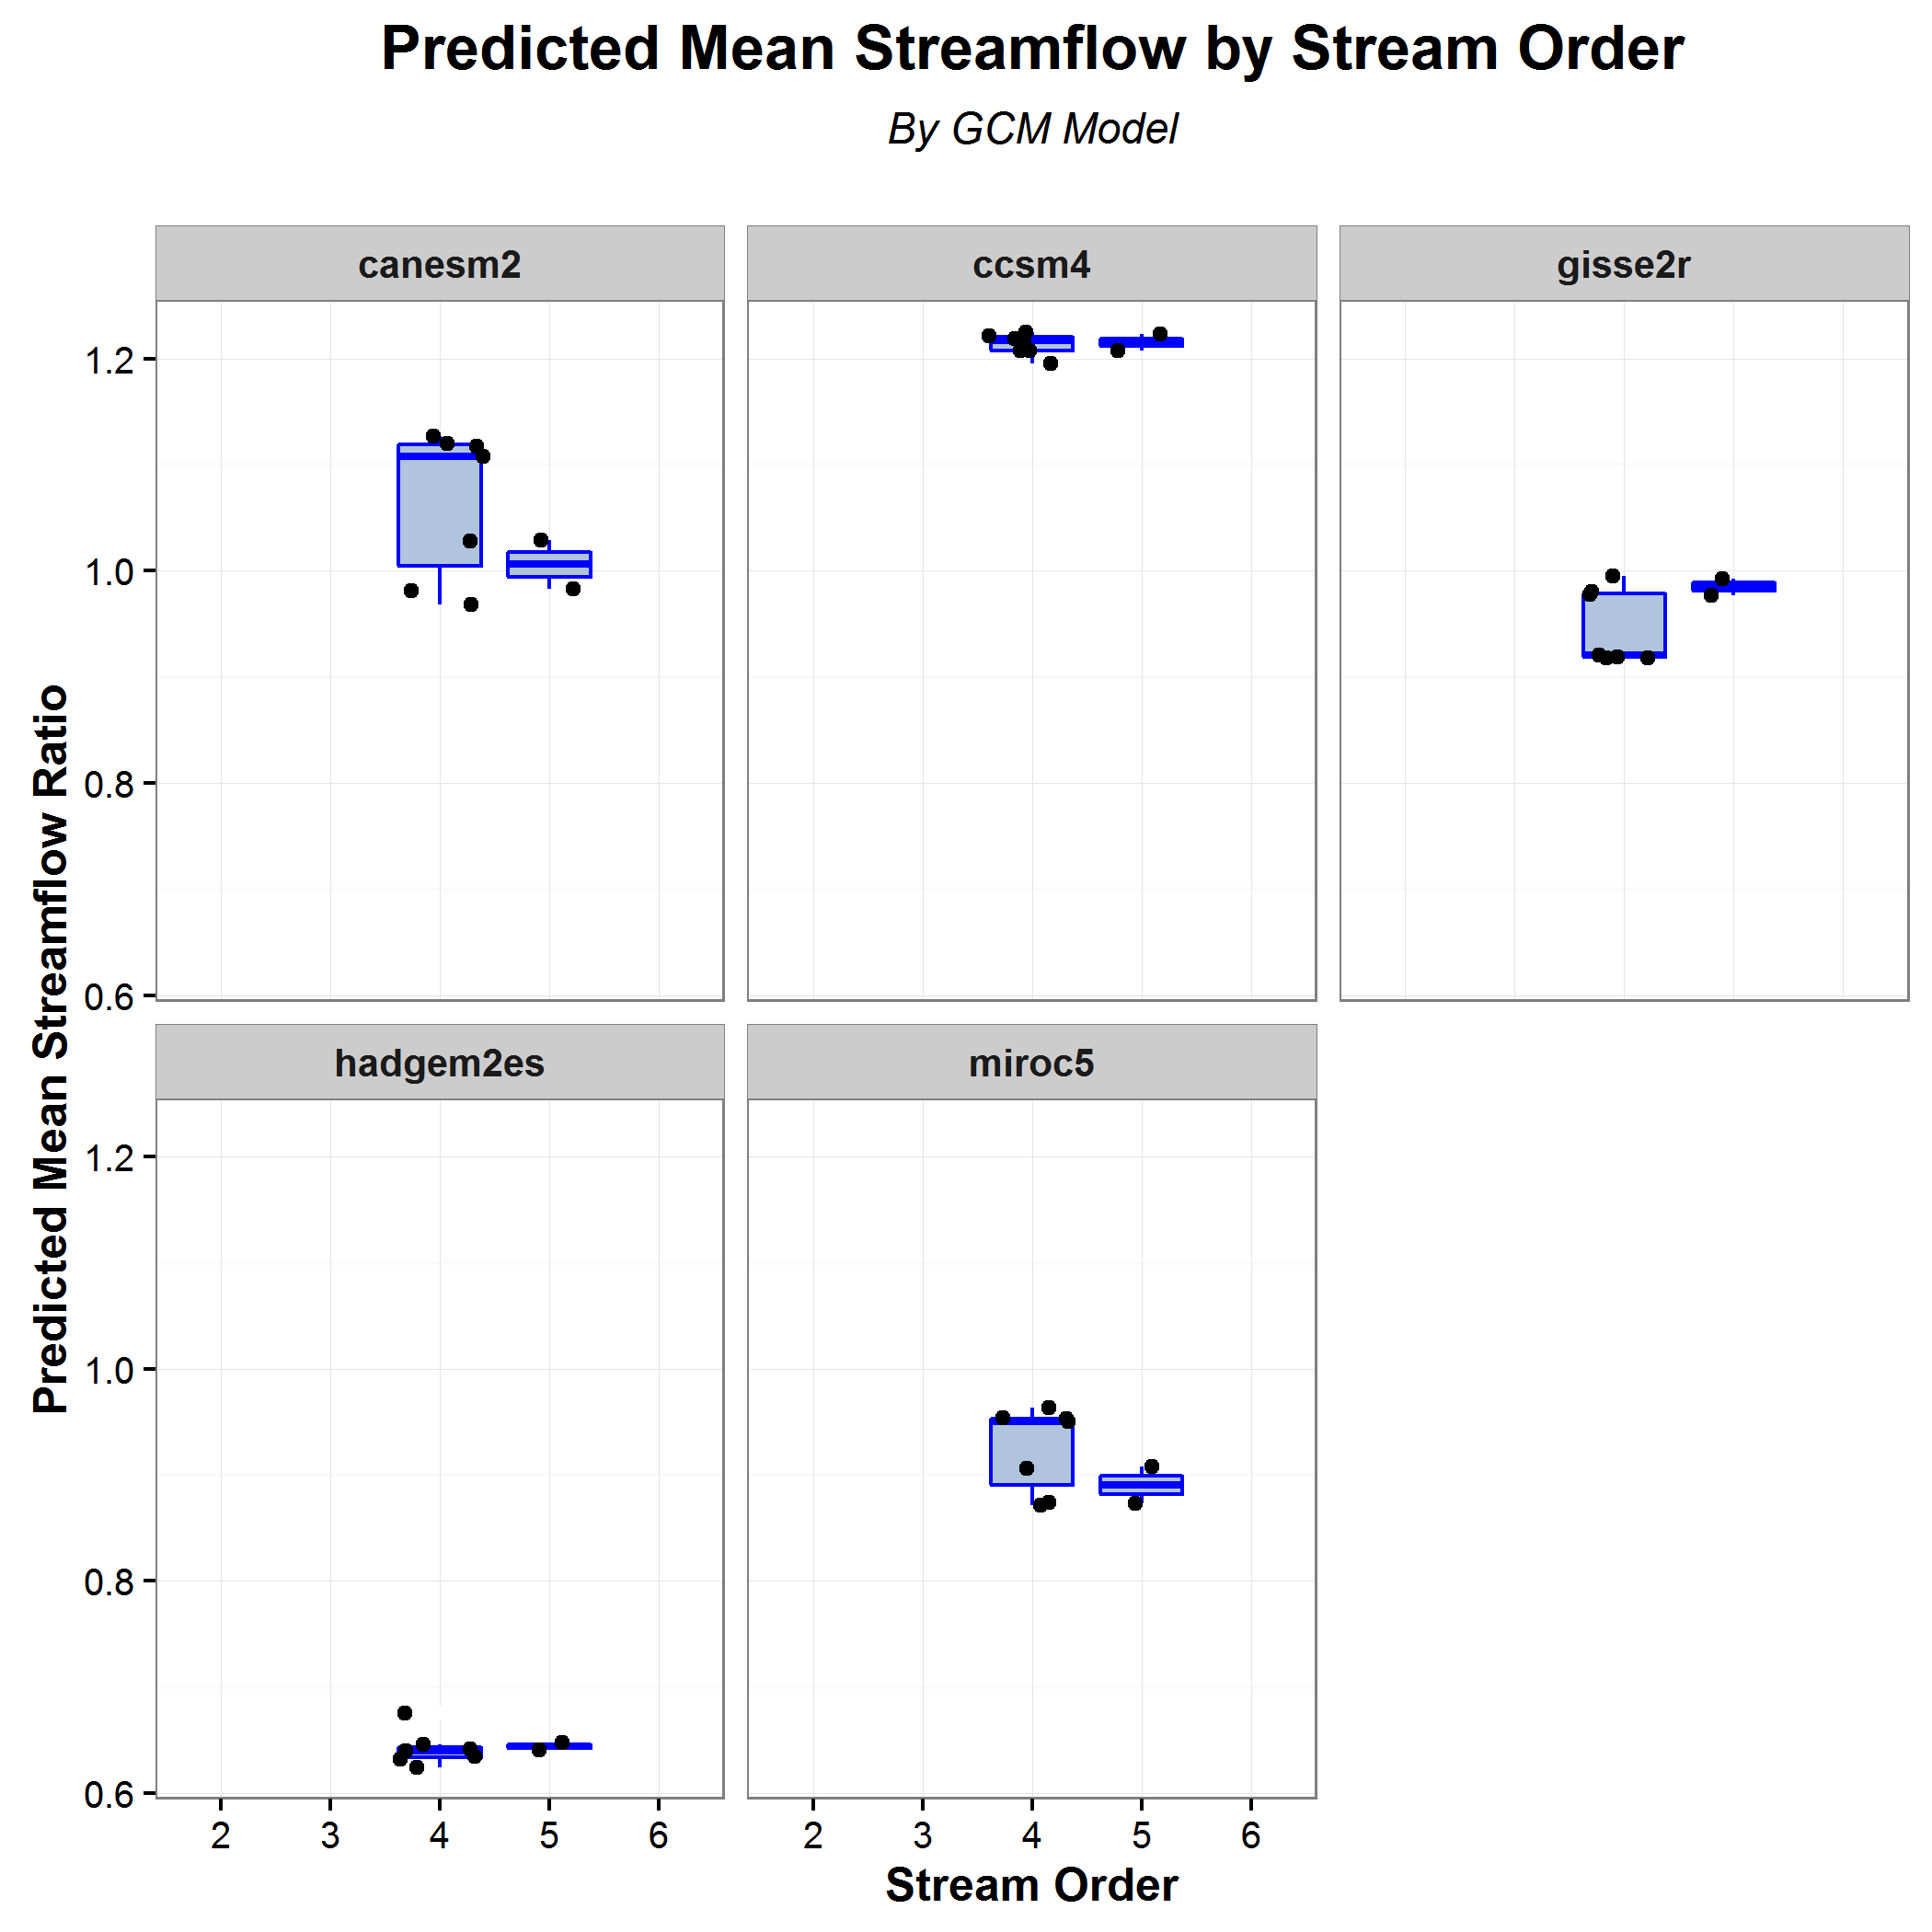 Predicted Mean Streamflow by Stream Order
By GCM Model
canesm2
ccsm4
gisse2r
1.2
1.0
0.8
0.6
Predicted Mean Streamflow Ratio
hadgem2es
miroc5
1.2
1.0
0.8
0.6
2 3 4 5 6
2 3 4 5 6
Stream Order